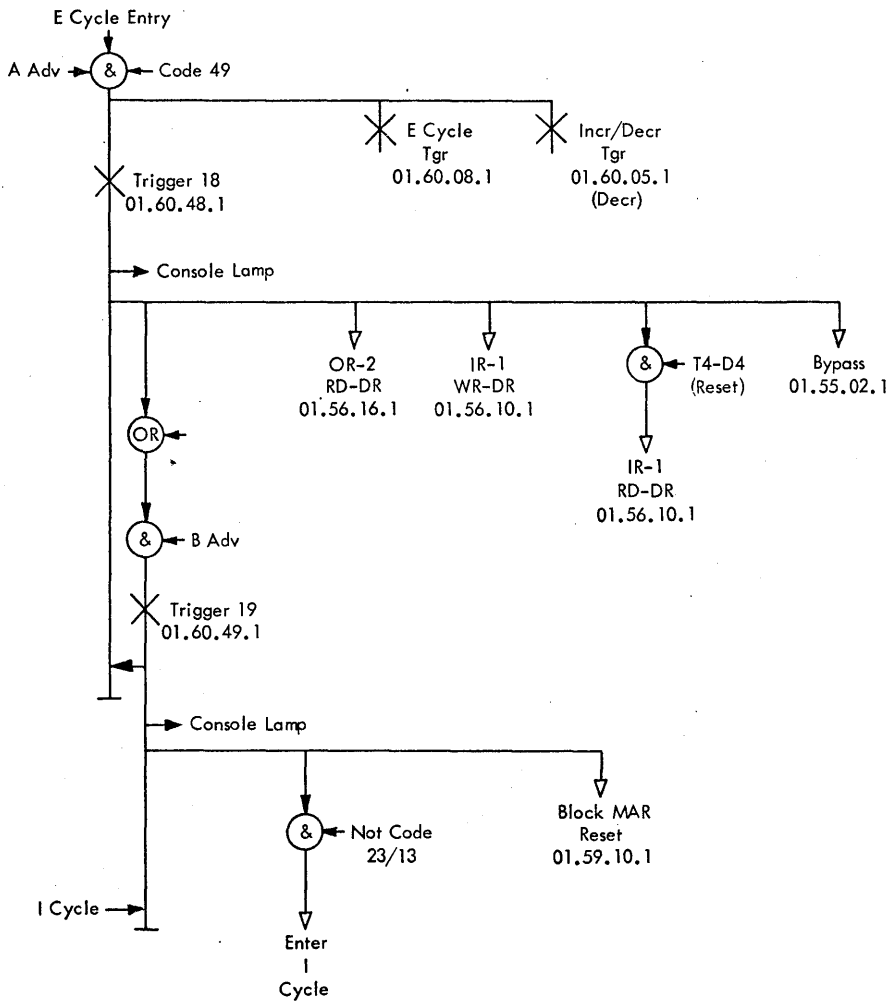 E Cycle Entry
A Adv
&
Code 49
E Cycle
Tgr
01.60.08.1
Incr/Decr
Tgr
01.60.05.1
(Decr)
Trigger 18
01.60.48.1
Console Lamp
OR-2
RD-DR
01.56.16.1
IR-1
WR-DR
01.56.10.1
&
T4-D4
(Reset)
Bypass
01.55.02.1
IR-1
RD-DR
01.56.10.1
OR
&
B Adv
Trigger 19
01.60.49.1
Console Lamp
&
Not Code
23/13
Block MAR
Reset
01.59.10.1
I Cycle
Enter
I
Cycle